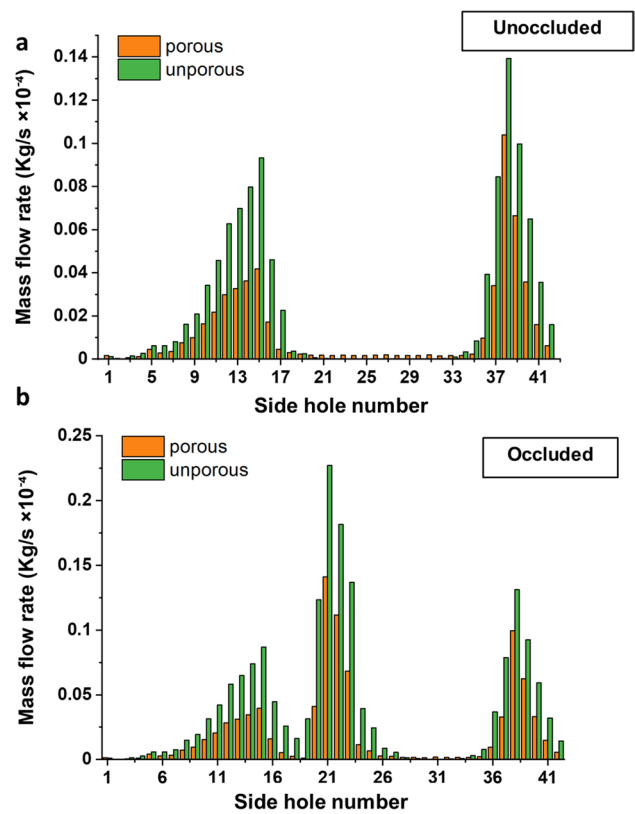 a
Unoccluded
porous
unporous
0.14
0.12
0.1
0.08
0.06
0.04
0.02
0
Mass flow rate (Kg/s ×10⁻⁴)
1 5 9 13 17 21 25 29 33 37 41
Side hole number
b
Occluded
porous
unporous
0.25
0.2
0.15
0.1
0.05
0
Mass flow rate (Kg/s ×10⁻⁴)
1 6 11 16 21 26 31 36 41
Side hole number